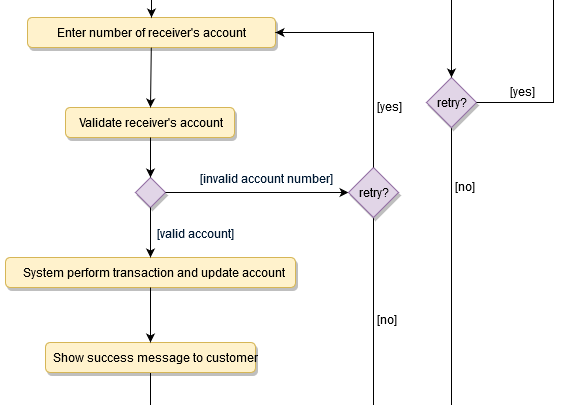 Enter number of receiver's account
[yes]
retry?
[yes]
Validate receiver's account
[invalid account number]
retry?
[no]
[valid account]
System perform transaction and update account
[no]
Show success message to customer